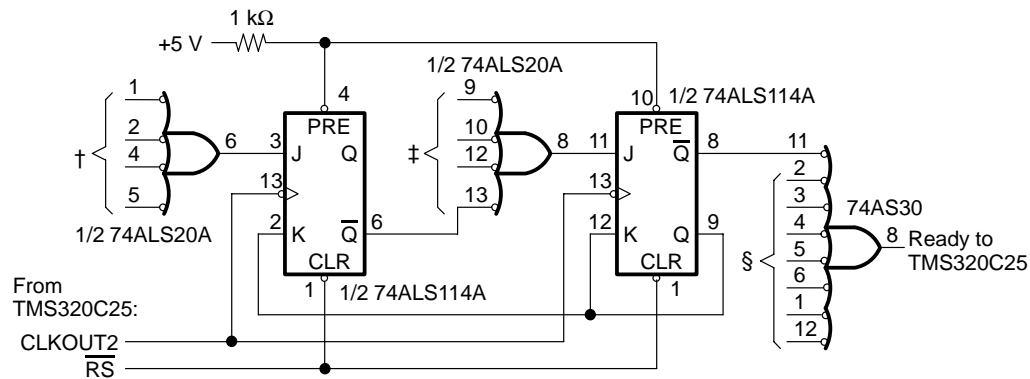 1 kΩ
+5 V
1/2 74ALS20A
1/2 74ALS20A
1/2 74ALS114A
1/2 74ALS114A
†
1
2
4
5
6
3
4
PRE
J
Q
13
2
K
Q̅
6
CLR
1
‡
9
10
12
13
8
11
10
PRE
J
Q̅
8
13
12
K
Q
9
CLR
1
§
11
2
3
4
5
6
1
12
74AS30
8
Ready to
TMS320C25
From
TMS320C25:
CLKOUT2
R̅S̅